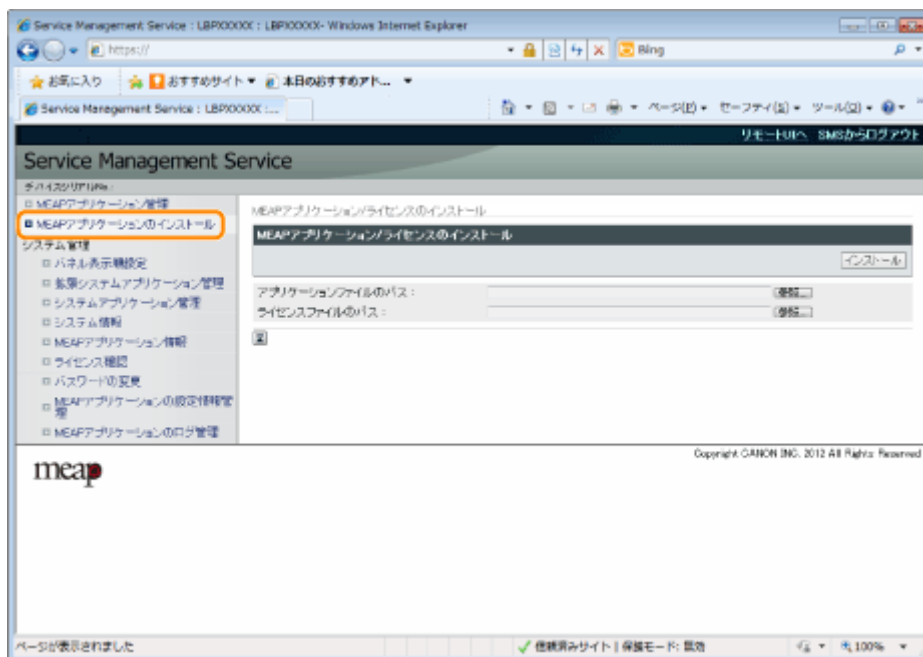 Service Management Service : LBPXXXXX : LBPXXXXX- Windows Internet Explorer
https://
Bing
お気に入り おすすめサイト 本日のおすすめアド...
Service Management Service : LBPXXXXX :...
ページ(P) セーフティ(S) ツール(O)
リモートUIへ SMSからログアウト
Service Management Service
デバイスシリアルNo.:
MEAPアプリケーション管理
MEAPアプリケーションのインストール
システム管理
パネル表示順設定
拡張システムアプリケーション管理
システムアプリケーション管理
システム情報
MEAPアプリケーション情報
ライセンス確認
パスワードの変更
MEAPアプリケーションの設定情報管
理
MEAPアプリケーションのログ管理
MEAPアプリケーション/ライセンスのインストール
MEAPアプリケーション/ライセンスのインストール
インストール
アプリケーションファイルのパス : 参照...
ライセンスファイルのパス : 参照...
Copyright CANON INC. 2012 All Rights Reserved
meap
ページが表示されました 信頼済みサイト | 保護モード: 無効 100%